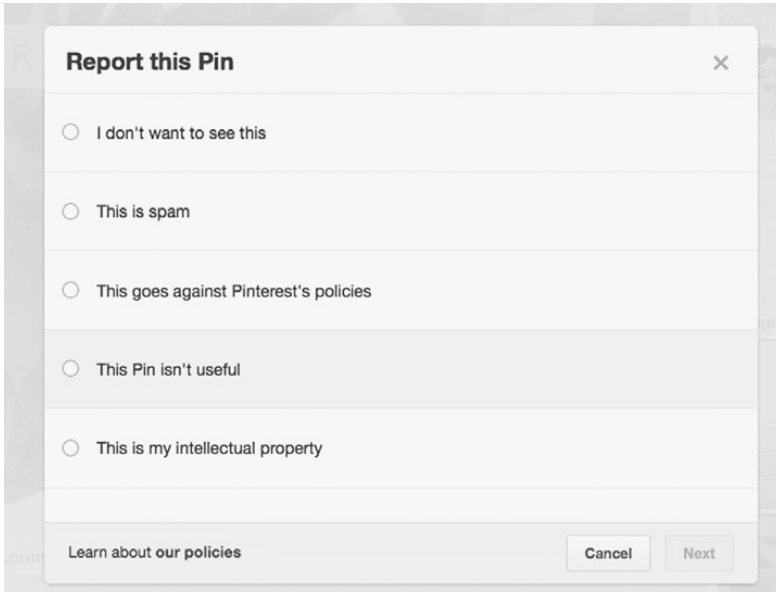 Report this Pin
I don't want to see this
This is spam
This goes against Pinterest's policies
This Pin isn't useful
This is my intellectual property
Learn about our policies
Cancel
Next
.com